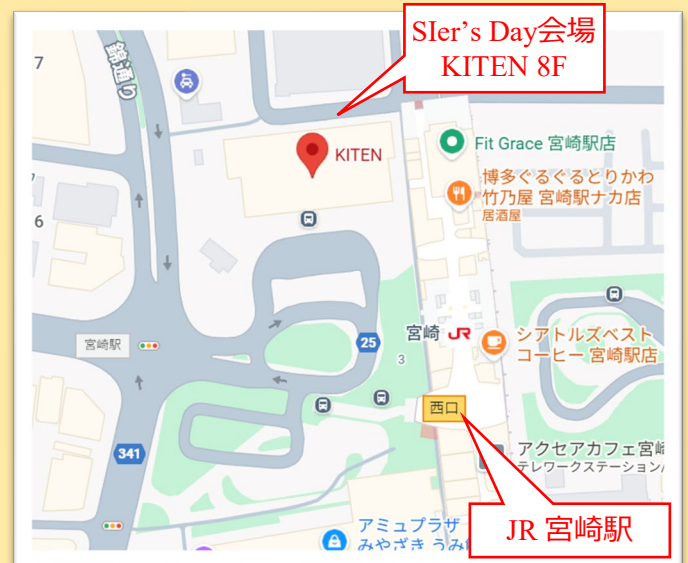 SIer's Day会場
KITEN 8F
7
錦通り
KITEN
Fit Grace 宮崎駅店
博多ぐるぐるとりかわ
竹乃屋 宮崎駅ナカ店
居酒屋
6
宮崎駅
25
3
宮崎 JR
シアトルズベスト
コーヒー 宮崎駅店
西口
341
アクセアカフェ宮崎
テレワークステーション
JR 宮崎駅
アミュプラザ
みやざき うみ